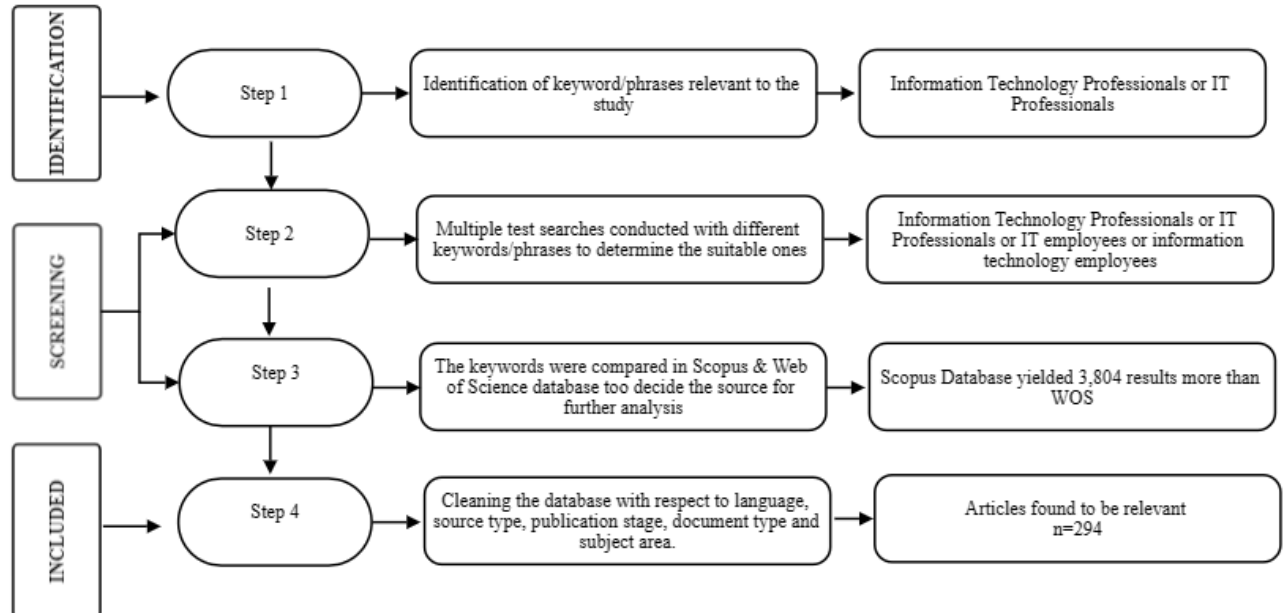 IDENTIFICATION
Step 1
Identification of keyword/phrases relevant to the
study
Information Technology Professionals or IT
Professionals
SCREENING
Step 2
Multiple test searches conducted with different
keywords/phrases to determine the suitable ones
Information Technology Professionals or IT
Professionals or IT employees or information
technology employees
Step 3
The keywords were compared in Scopus & Web
of Science database too decide the source for
further analysis
Scopus Database yielded 3,804 results more than
WOS
INCLUDED
Step 4
Cleaning the database with respect to language,
source type, publication stage, document type and
subject area.
Articles found to be relevant
n=294